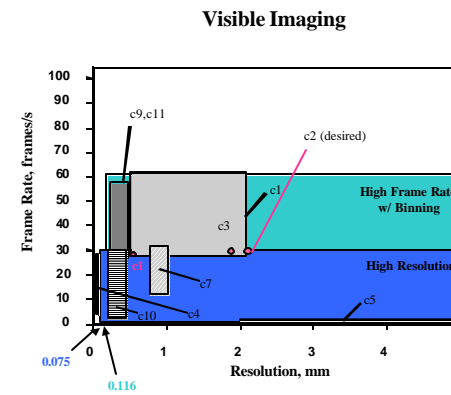 Visible Imaging
Frame Rate, frames/s
100
90
80
70
60
50
40
30
20
10
0
c9,c11
c2 (desired)
c1
c3
High Frame Rate
w/ Binning
c1
High Resolution
c7
c5
c10
c4
0
1
2
3
4
Resolution, mm
0.075
0.116